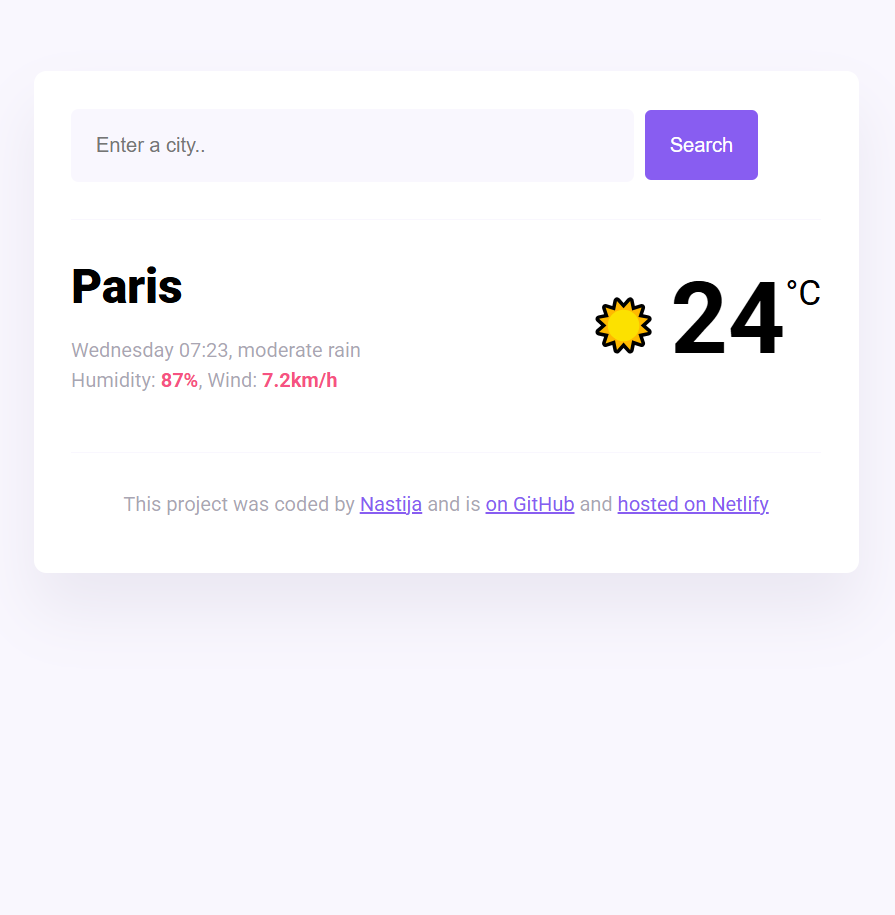 Enter a city..
Search
Paris
24
°C
Wednesday 07:23, moderate rain
Humidity: 87%, Wind: 7.2km/h
This project was coded by Nastija and is on GitHub and hosted on Netlify